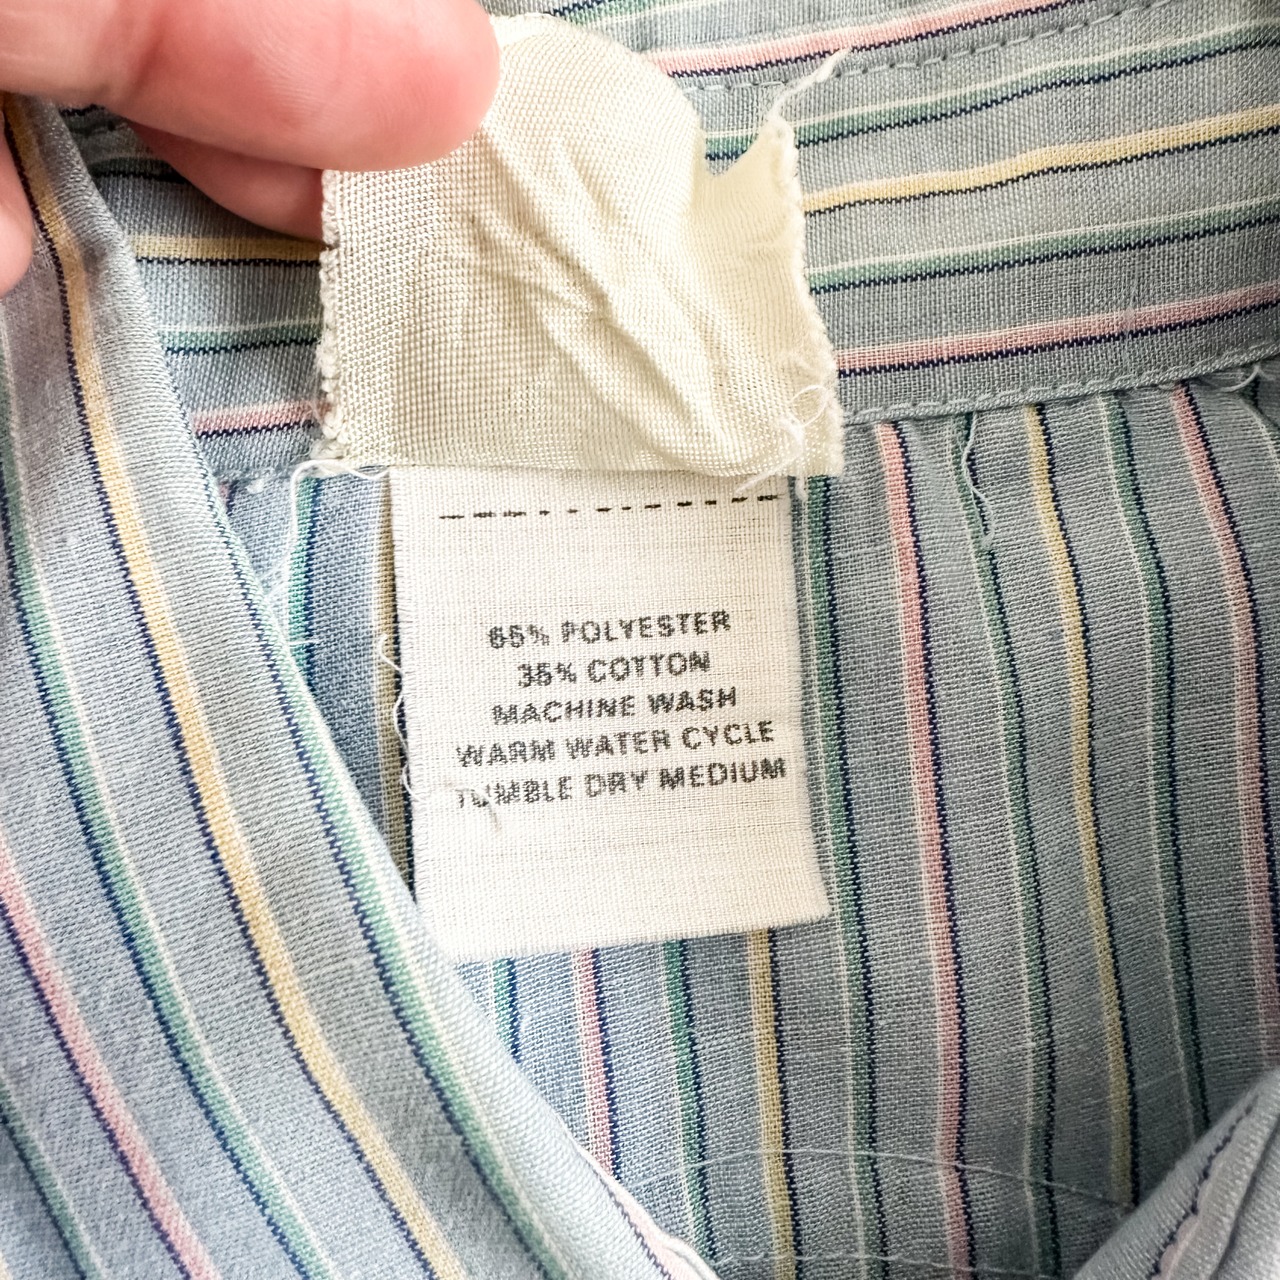 65% POLYESTER
35% COTTON
MACHINE WASH
WARM WATER CYCLE
TUMBLE DRY MEDIUM